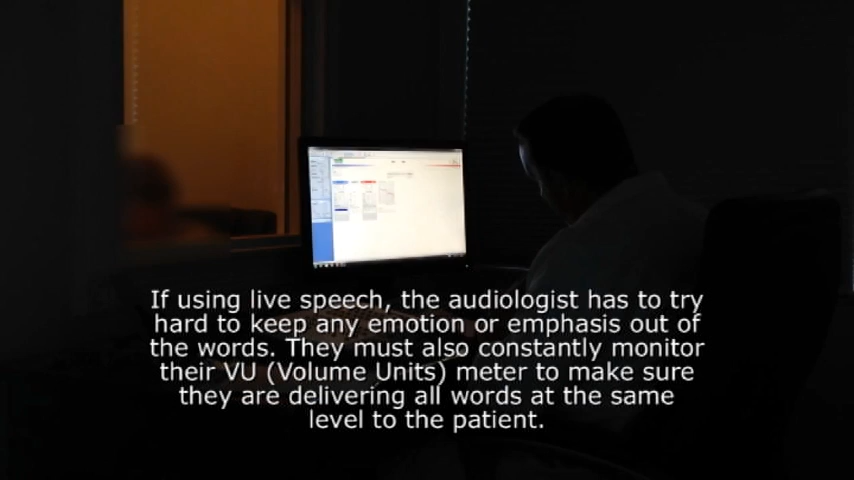 If using live speech, the audiologist has to try
hard to keep any emotion or emphasis out of
the words. They must also constantly monitor
their VU (Volume Units) meter to make sure
they are delivering all words at the same
level to the patient.